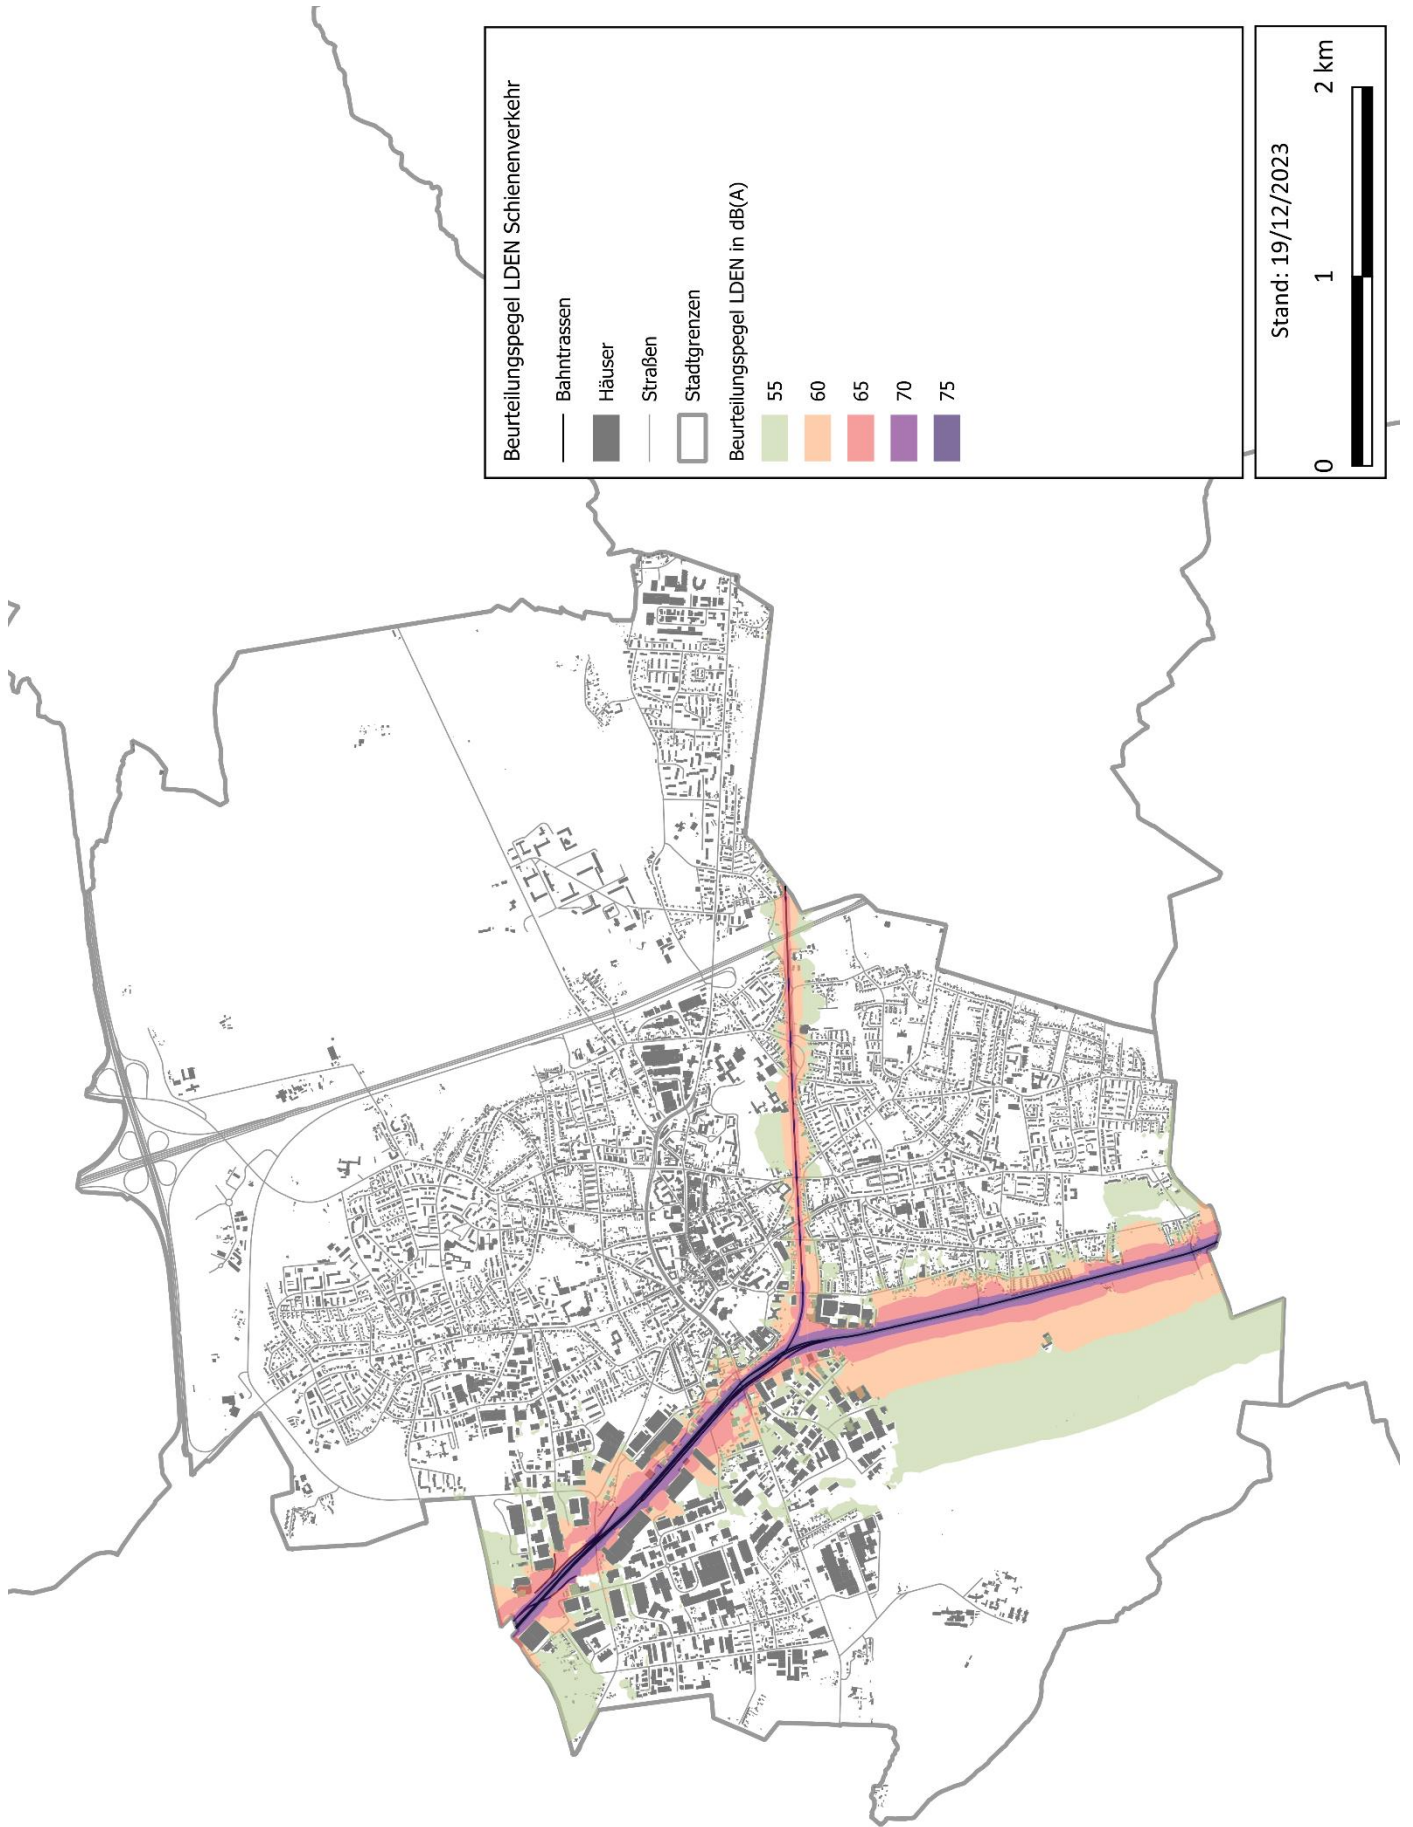 Beurteilungspegel LDEN Schienenverkehr
Bahntrassen
Häuser
Straßen
Stadtgrenzen
Beurteilungspegel LDEN in dB(A)
55
60
65
70
75
Stand: 19/12/2023
0 1 2 km